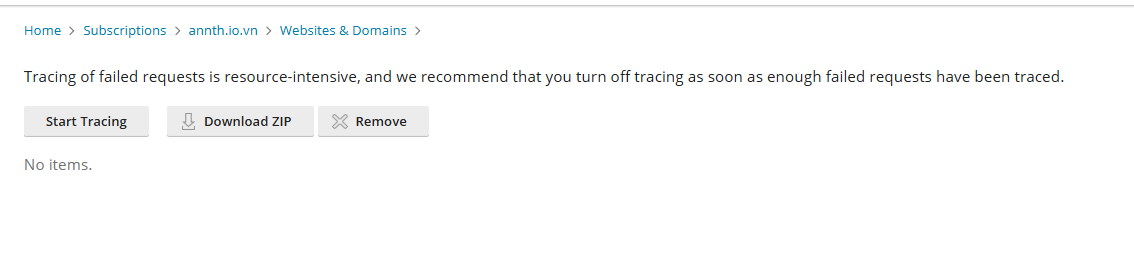 Home > Subscriptions > annth.io.vn > Websites & Domains >
Tracing of failed requests is resource-intensive, and we recommend that you turn off tracing as soon as enough failed requests have been traced.
Start Tracing Download ZIP Remove
No items.